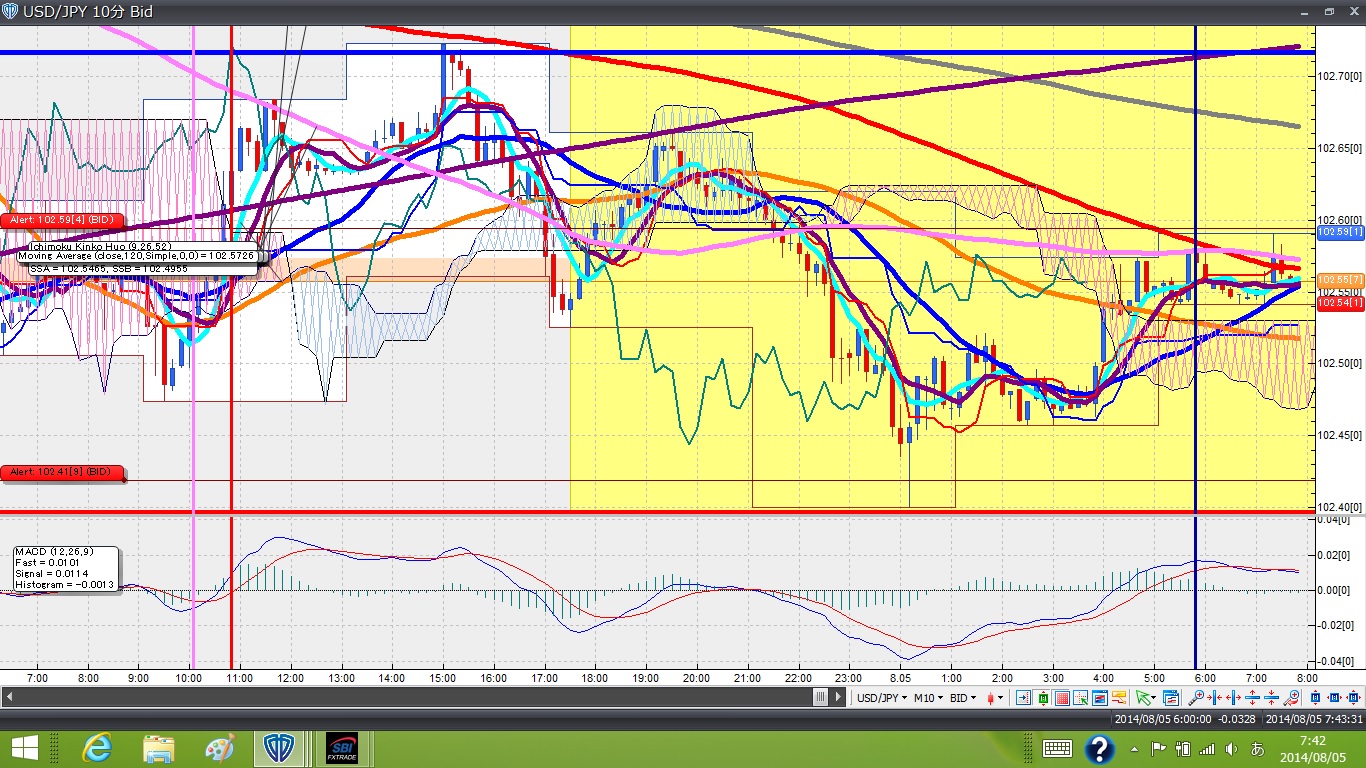 USD/JPY 10分 Bid
102.70[0]
102.65[0]
102.60[0]
Alert: 102.59[4] (BID)
102.59[1]
Ichimoku Kinko Huo (9,26,52)
Moving Average (close,120,Simple,0,0) = 102.5726
SSA = 102.5465, SSB = 102.4955
102.55[7]
102.54[1]
102.50[0]
102.45[0]
Alert: 102.41[9] (BID)
102.40[0]
0.04[0]
MACD (12,26,9)
Fast = 0.0101
Signal = 0.0114
Histogram = -0.0013
0.02[0]
0.00[0]
-0.02[0]
-0.04[0]
7:00 8:00 9:00 10:00 11:00 12:00 13:00 14:00 15:00 16:00 17:00 18:00 19:00 20:00 21:00 22:00 23:00 8.05 1:00 2:00 3:00 4:00 5:00 6:00 7:00 8:00
USD/JPY M10 BID
2014/08/05 6:00:00 -0.0328 2014/08/05 7:43:31
SBI
FXTRADE
あ
7:42
2014/08/05